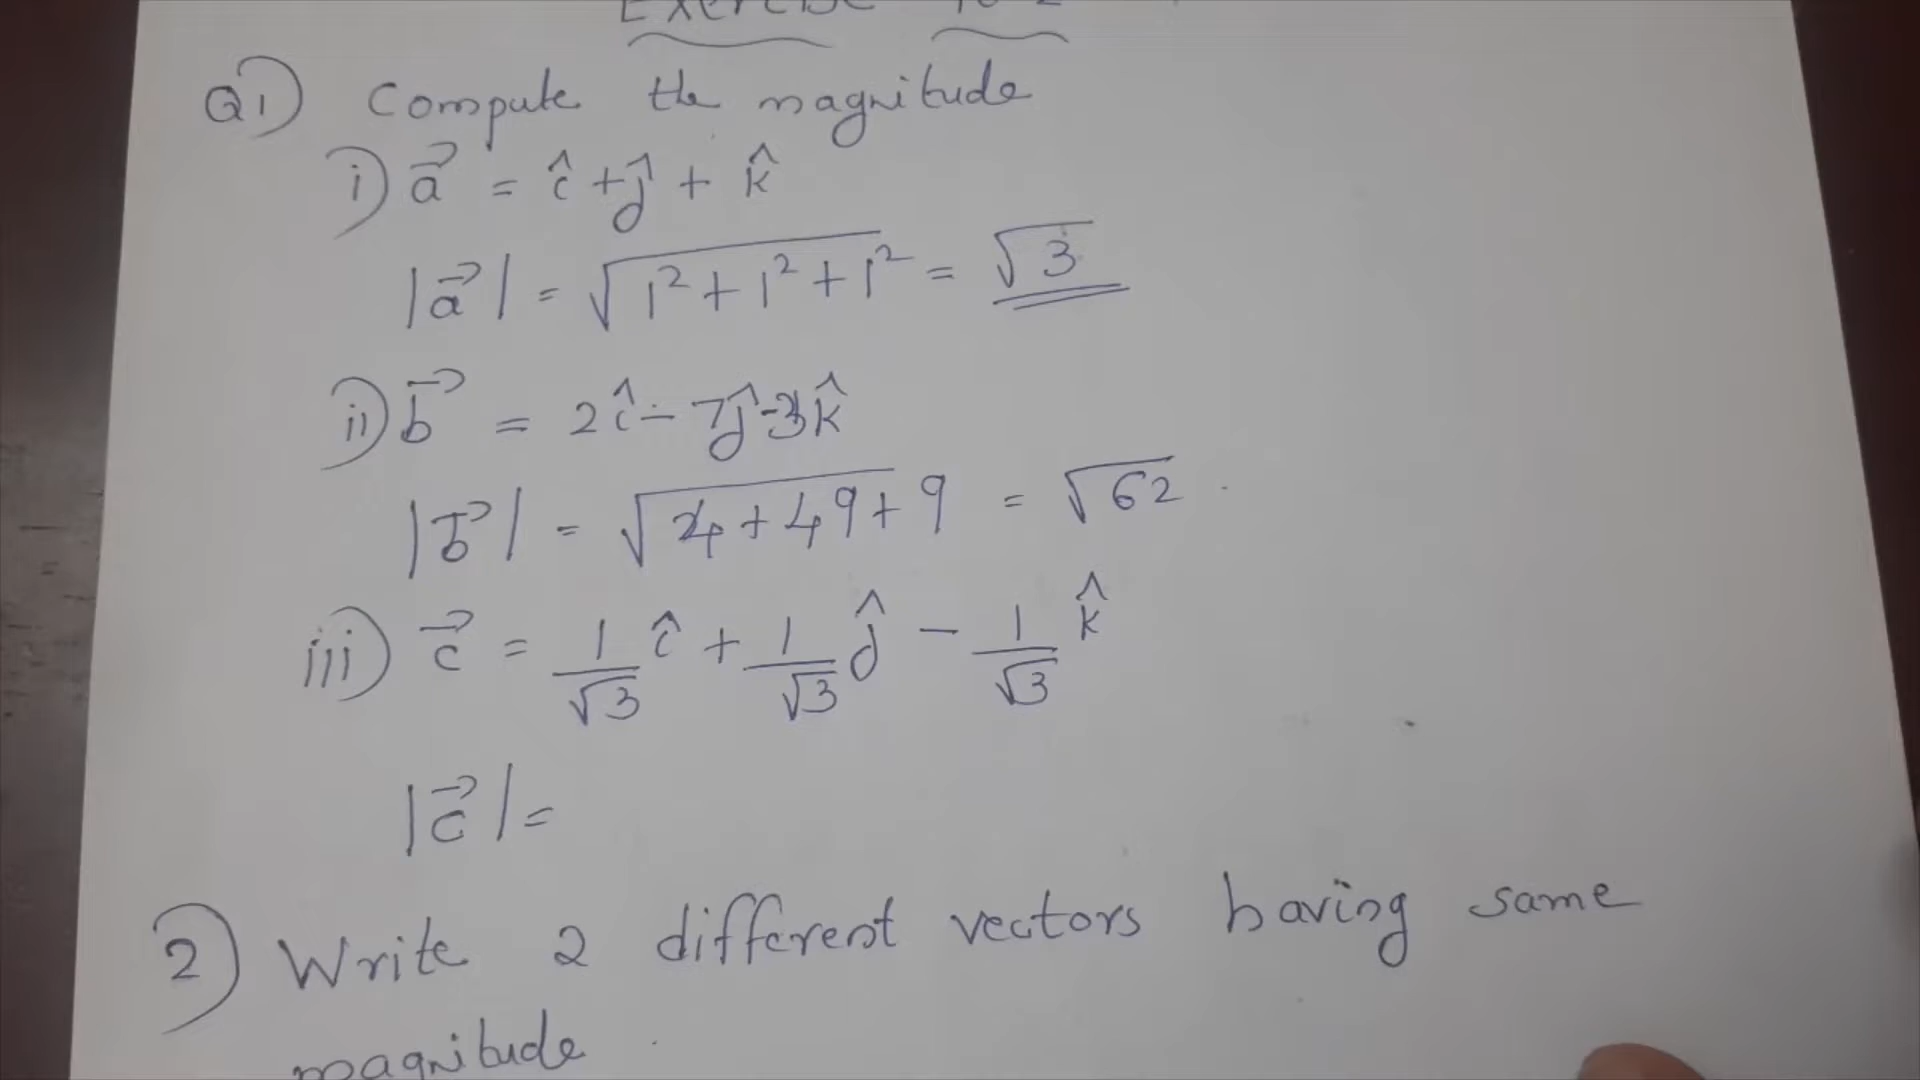 Exercise
Q1) Compute the magnitude
i) a⃗ = î + ĵ + k̂
|a⃗| = √1² + 1² + 1² = √3
ii) b⃗ = 2î - 7ĵ - 3k̂
|b⃗| = √4 + 49 + 9 = √62.
iii) c⃗ = 1/√3 î + 1/√3 ĵ - 1/√3 k̂
|c⃗| =
2) Write 2 different vectors having same
magnitude.